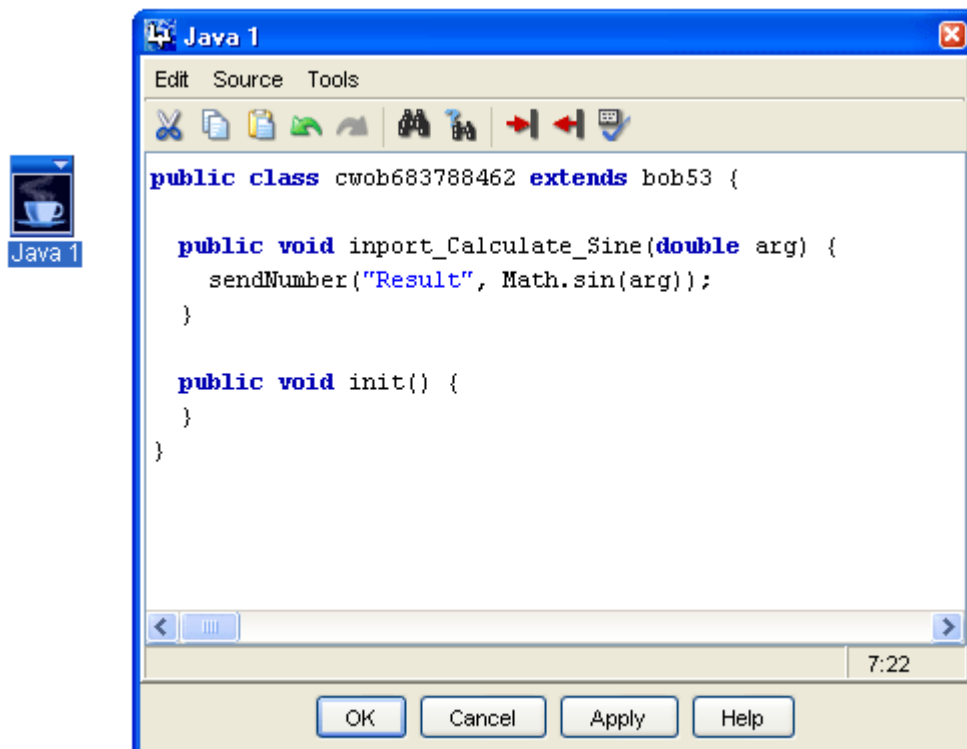 Java 1
Edit Source Tools
Java 1
public class cwob683788462 extends bob53 {
public void inport_Calculate_Sine(double arg) {
sendNumber("Result", Math.sin(arg));
}
public void init() {
}
}
7:22
OK Cancel Apply Help